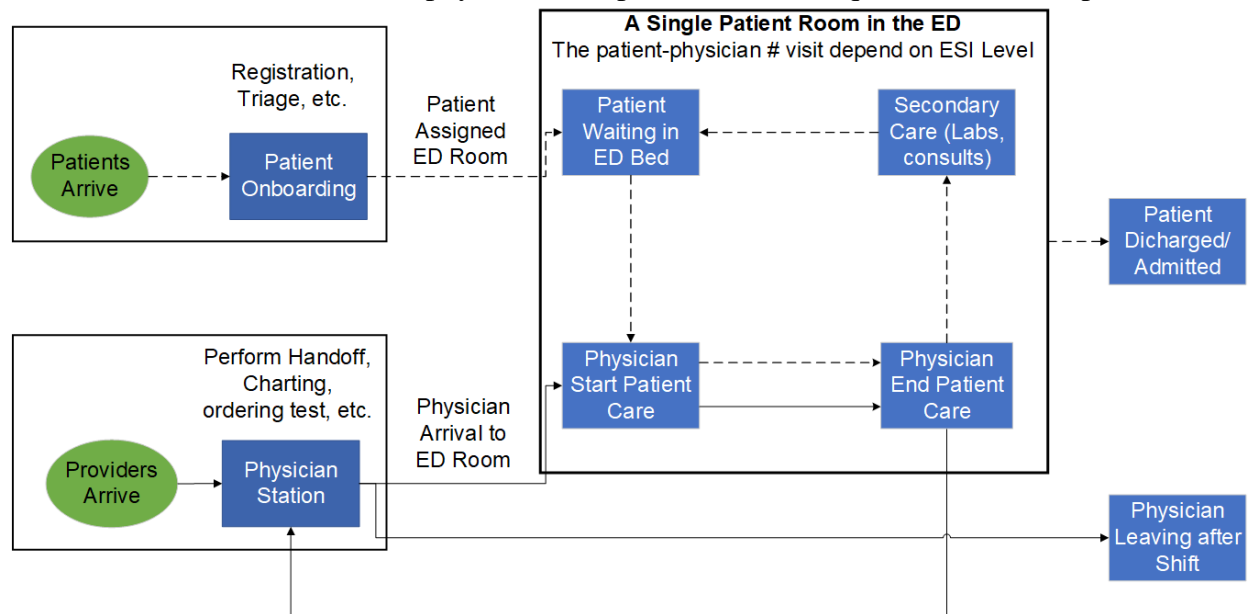 A Single Patient Room in the ED
The patient-physician # visit depend on ESI Level
Registration,
Triage, etc.
Patients
Arrive
Patient
Onboarding
Patient
Assigned
ED Room
Patient
Waiting in
ED Bed
Secondary
Care (Labs,
consults)
Patient
Dicharged/
Admitted
Perform Handoff,
Charting,
ordering test, etc.
Providers
Arrive
Physician
Station
Physician
Arrival to
ED Room
Physician
Start Patient
Care
Physician
End Patient
Care
Physician
Leaving after
Shift